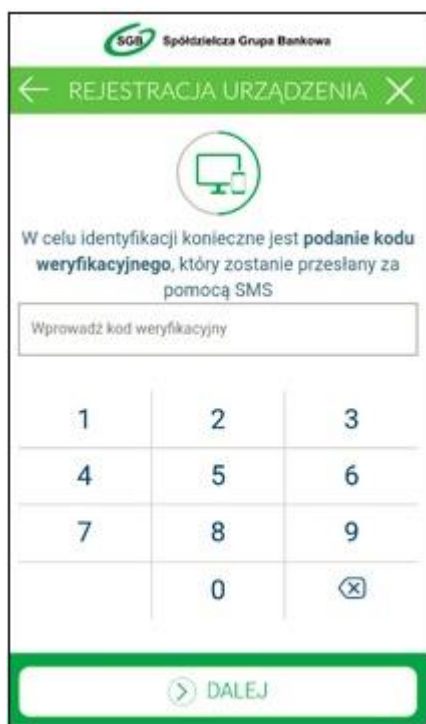 SGB Spółdzielcza Grupa Bankowa
REJESTRACJA URZĄDZENIA
W celu identyfikacji konieczne jest podanie kodu
weryfikacyjnego, który zostanie przesłany za
pomocą SMS
Wprowadź kod weryfikacyjny
1 2 3
4 5 6
7 8 9
0
DALEJ